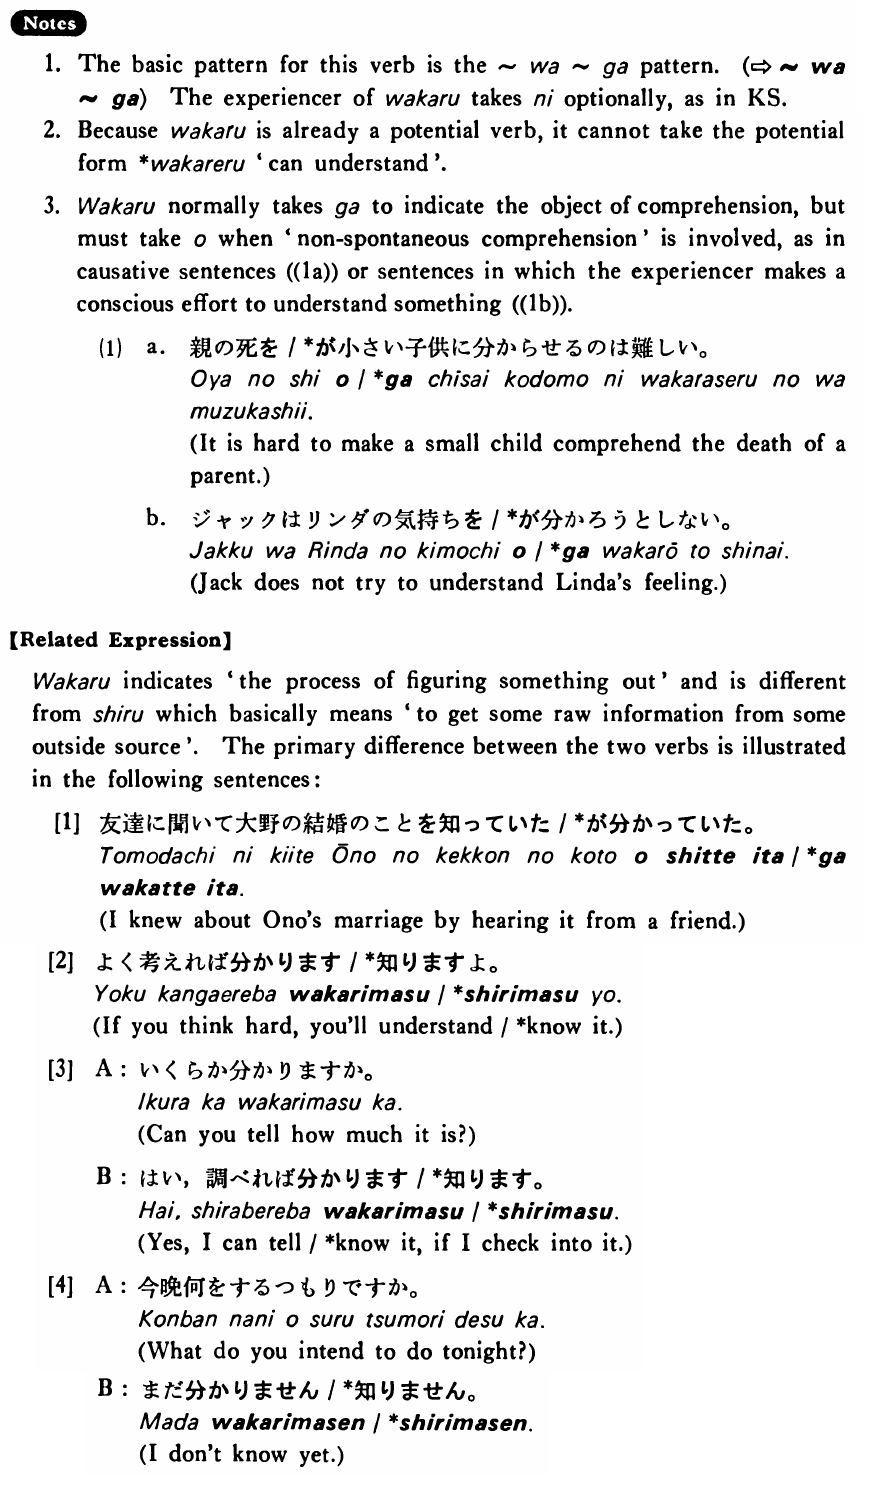 Notes
1. The basic pattern for this verb is the ~ wa ~ ga pattern. (⇨ ~ wa
~ ga) The experiencer of wakaru takes ni optionally, as in KS.
2. Because wakaru is already a potential verb, it cannot take the potential
form *wakareru ‘can understand’.
3. Wakaru normally takes ga to indicate the object of comprehension, but
must take o when ‘non-spontaneous comprehension’ is involved, as in
causative sentences ((1a)) or sentences in which the experiencer makes a
conscious effort to understand something ((1b)).
(1) a. 親の死を / *が小さい子供に分からせるのは難しい。
Oya no shi o / *ga chisai kodomo ni wakaraseru no wa
muzukashii.
(It is hard to make a small child comprehend the death of a
parent.)
b. ジャックはリンダの気持ちを / *が分かろうとしない。
Jakku wa Rinda no kimochi o / *ga wakarō to shinai.
(Jack does not try to understand Linda's feeling.)
【Related Expression】
Wakaru indicates ‘the process of figuring something out’ and is different
from shiru which basically means ‘to get some raw information from some
outside source’. The primary difference between the two verbs is illustrated
in the following sentences:
[1] 友達に聞いて大野の結婚のことを知っていた / *が分かっていた。
Tomodachi ni kiite Ōno no kekkon no koto o shitte ita / *ga
wakatte ita.
(I knew about Ono's marriage by hearing it from a friend.)
[2] よく考えれば分かります / *知りますよ。
Yoku kangaereba wakarimasu / *shirimasu yo.
(If you think hard, you'll understand / *know it.)
[3] A: いくらか分かりますか。
Ikura ka wakarimasu ka.
(Can you tell how much it is?)
B: はい，調べれば分かります / *知ります。
Hai, shirabereba wakarimasu / *shirimasu.
(Yes, I can tell / *know it, if I check into it.)
[4] A: 今晩何をするつもりですか。
Konban nani o suru tsumori desu ka.
(What do you intend to do tonight?)
B: まだ分かりません / *知りません。
Mada wakarimasen / *shirimasen.
(I don't know yet.)